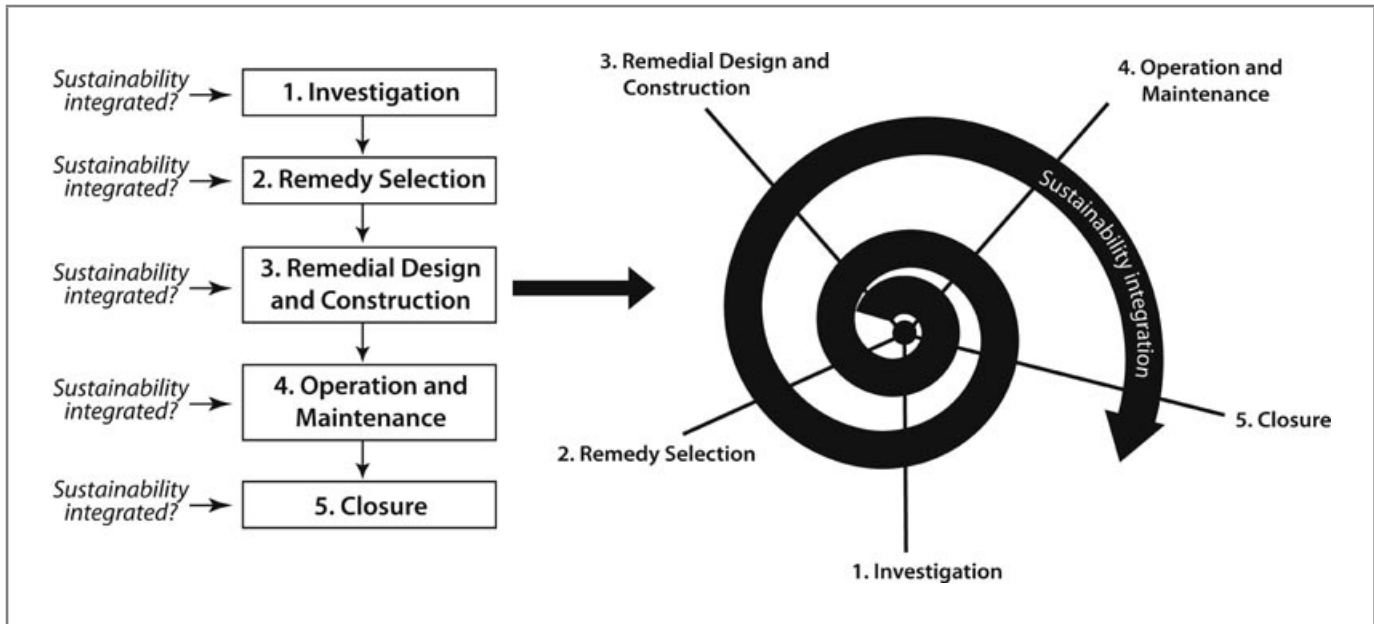 Sustainability
integrated?
1. Investigation
Sustainability
integrated?
2. Remedy Selection
Sustainability
integrated?
3. Remedial Design
and Construction
Sustainability
integrated?
4. Operation and
Maintenance
Sustainability
integrated?
5. Closure
3. Remedial Design and
Construction
4. Operation and
Maintenance
Sustainability integration
5. Closure
2. Remedy Selection
1. Investigation